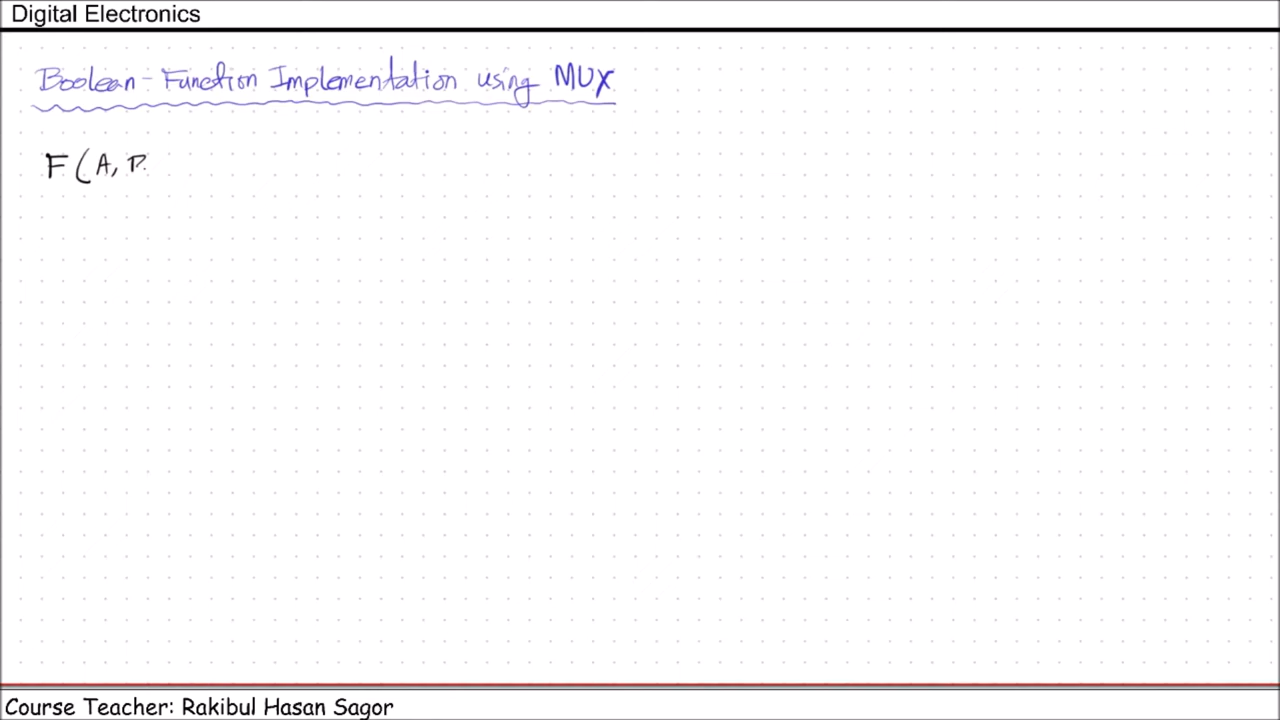 Digital Electronics
Boolean-Function Implementation using MUX
F(A,
Course Teacher: Rakibul Hasan Sagor